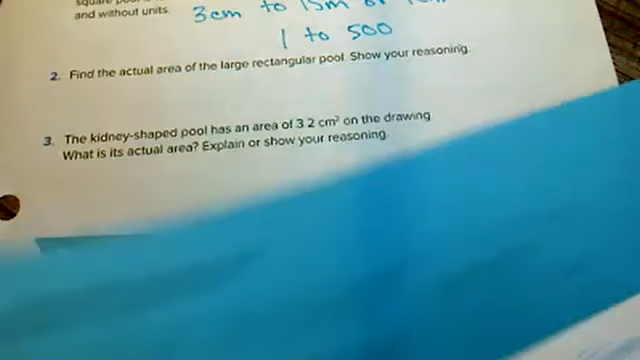 and without units. 3cm to 15m or
1 to 500
2. Find the actual area of the large rectangular pool. Show your reasoning.
3. The kidney-shaped pool has an area of 3.2 cm² on the drawing.
What is its actual area? Explain or show your reasoning.